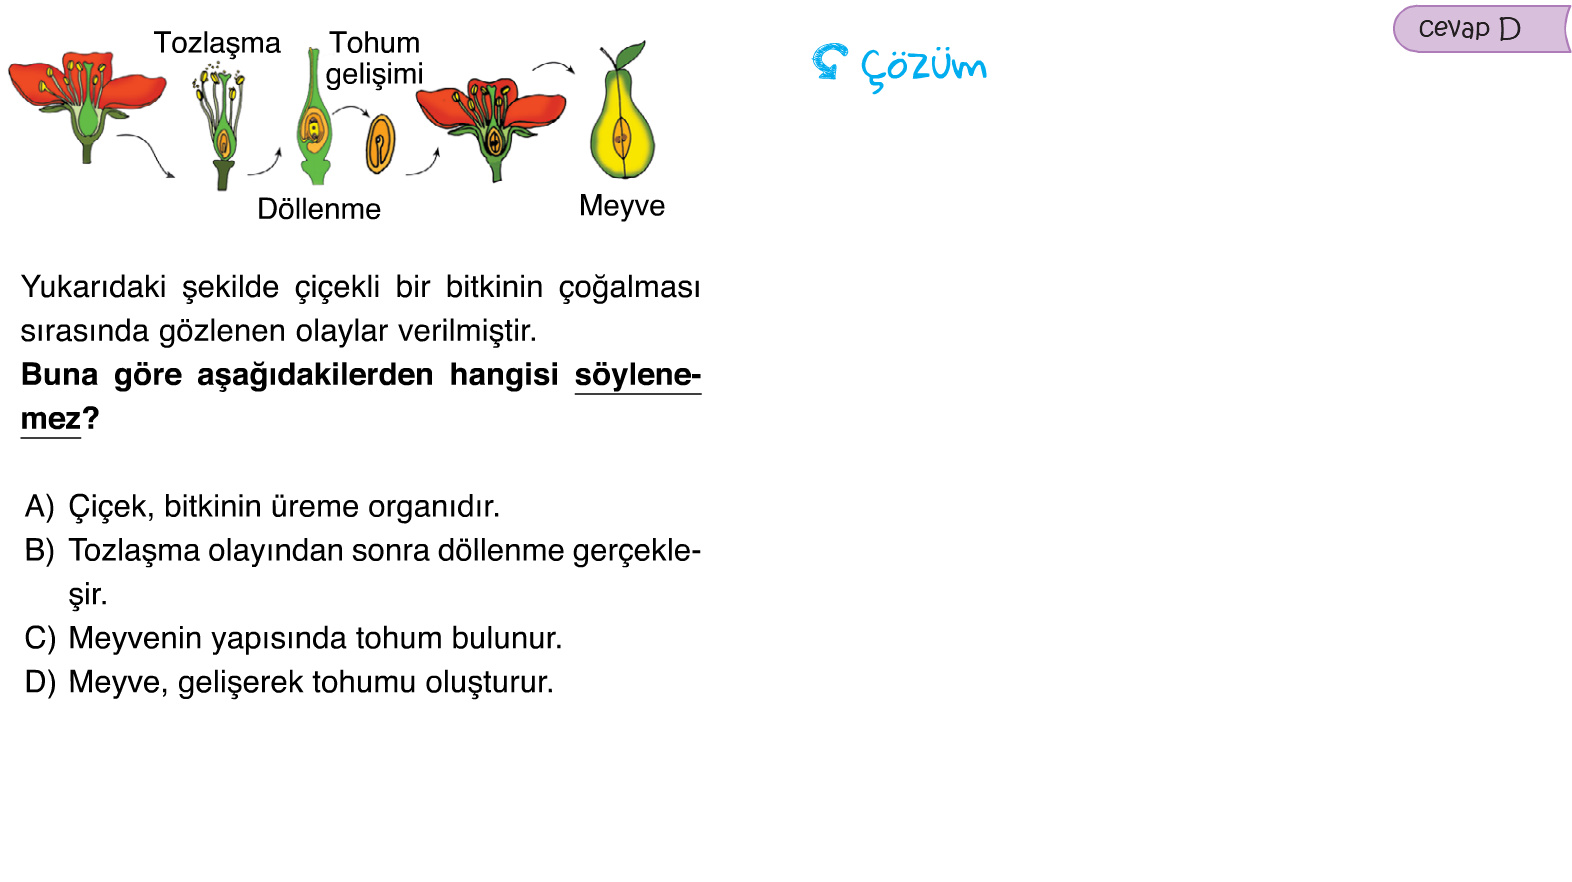 Tozlaşma
Tohum
gelişimi
Döllenme
Meyve
Yukarıdaki şekilde çiçekli bir bitkinin çoğalması
sırasında gözlenen olaylar verilmiştir.
Buna göre aşağıdakilerden hangisi söylene-
mez?
A) Çiçek, bitkinin üreme organıdır.
B) Tozlaşma olayından sonra döllenme gerçekle-
şir.
C) Meyvenin yapısında tohum bulunur.
D) Meyve, gelişerek tohumu oluşturur.
çözüm
cevap D